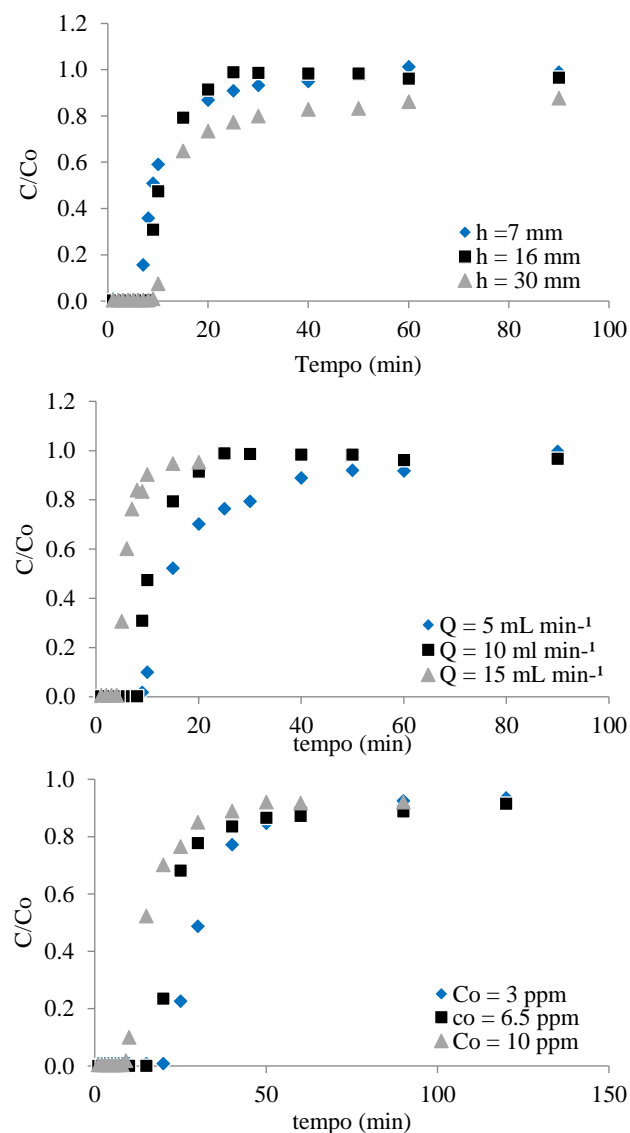 1.2
1.0
0.8
0.6
0.4
0.2
0.0
C/Co
h =7 mm
h = 16 mm
h = 30 mm
0 20 40 60 80 100
Tempo (min)
1.2
1.0
0.8
0.6
0.4
0.2
0.0
C/Co
Q = 5 mL min-¹
Q = 10 ml min-¹
Q = 15 mL min-¹
0 20 40 60 80 100
tempo (min)
1.0
0.8
0.6
0.4
0.2
0.0
C/Co
Co = 3 ppm
co = 6.5 ppm
Co = 10 ppm
0 50 100 150
tempo (min)